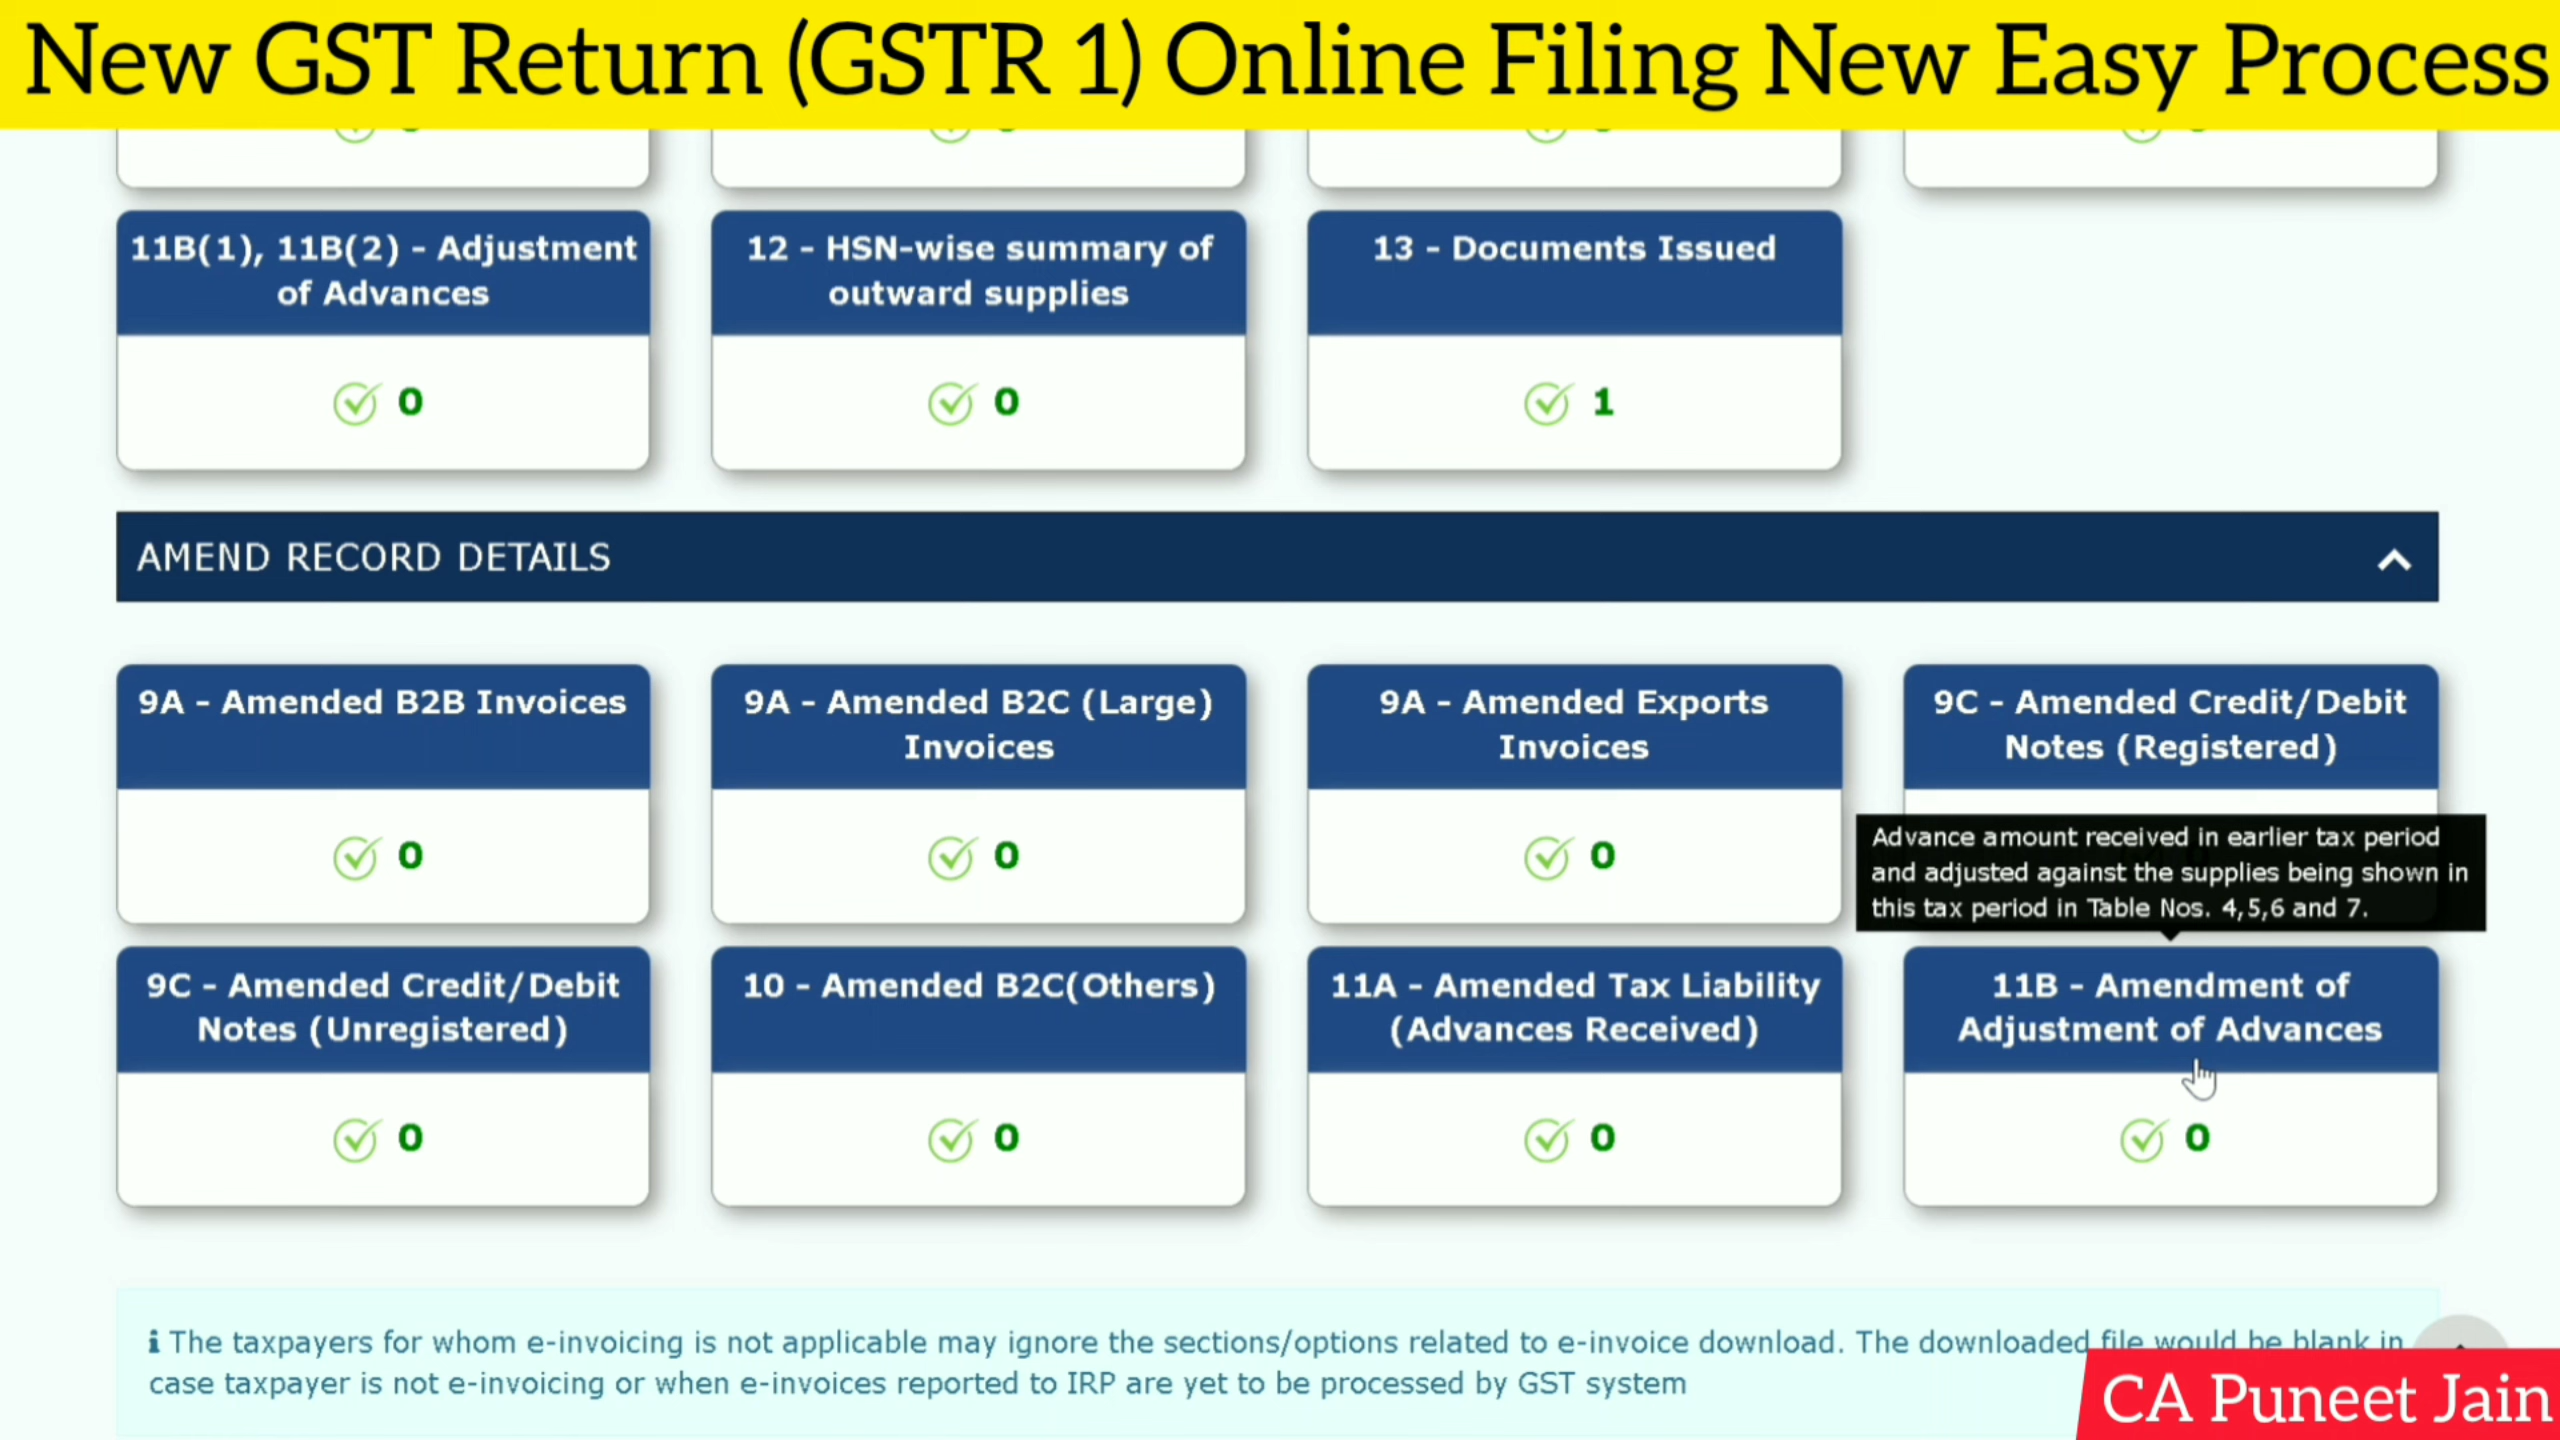 New GST Return (GSTR 1) Online Filing New Easy Process
11B(1), 11B(2) - Adjustment
of Advances
0
12 - HSN-wise summary of
outward supplies
0
13 - Documents Issued
1
AMEND RECORD DETAILS
9A - Amended B2B Invoices
0
9A - Amended B2C (Large)
Invoices
0
9A - Amended Exports
Invoices
0
9C - Amended Credit/Debit
Notes (Registered)
Advance amount received in earlier tax period
and adjusted against the supplies being shown in
this tax period in Table Nos. 4,5,6 and 7.
9C - Amended Credit/Debit
Notes (Unregistered)
0
10 - Amended B2C(Others)
0
11A - Amended Tax Liability
(Advances Received)
0
11B - Amendment of
Adjustment of Advances
0
i The taxpayers for whom e-invoicing is not applicable may ignore the sections/options related to e-invoice download. The downloaded file would be blank in
case taxpayer is not e-invoicing or when e-invoices reported to IRP are yet to be processed by GST system
CA Puneet Jain